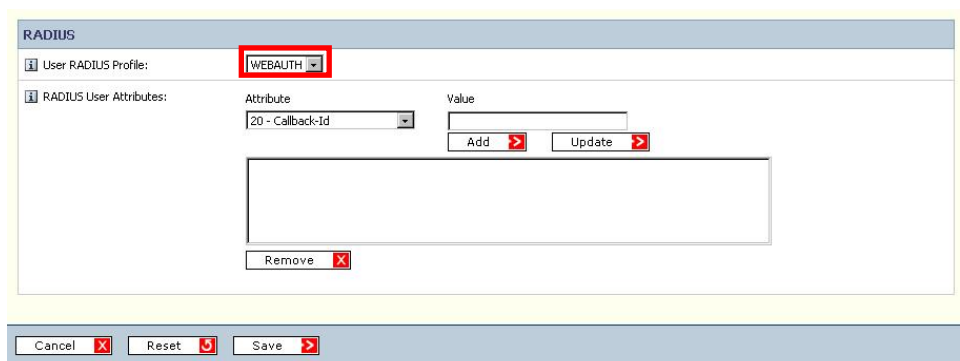 RADIUS
i User RADIUS Profile: WEBAUTH
i RADIUS User Attributes: Attribute Value
20 - Callback-Id
Add Update
Remove X
Cancel X Reset Save